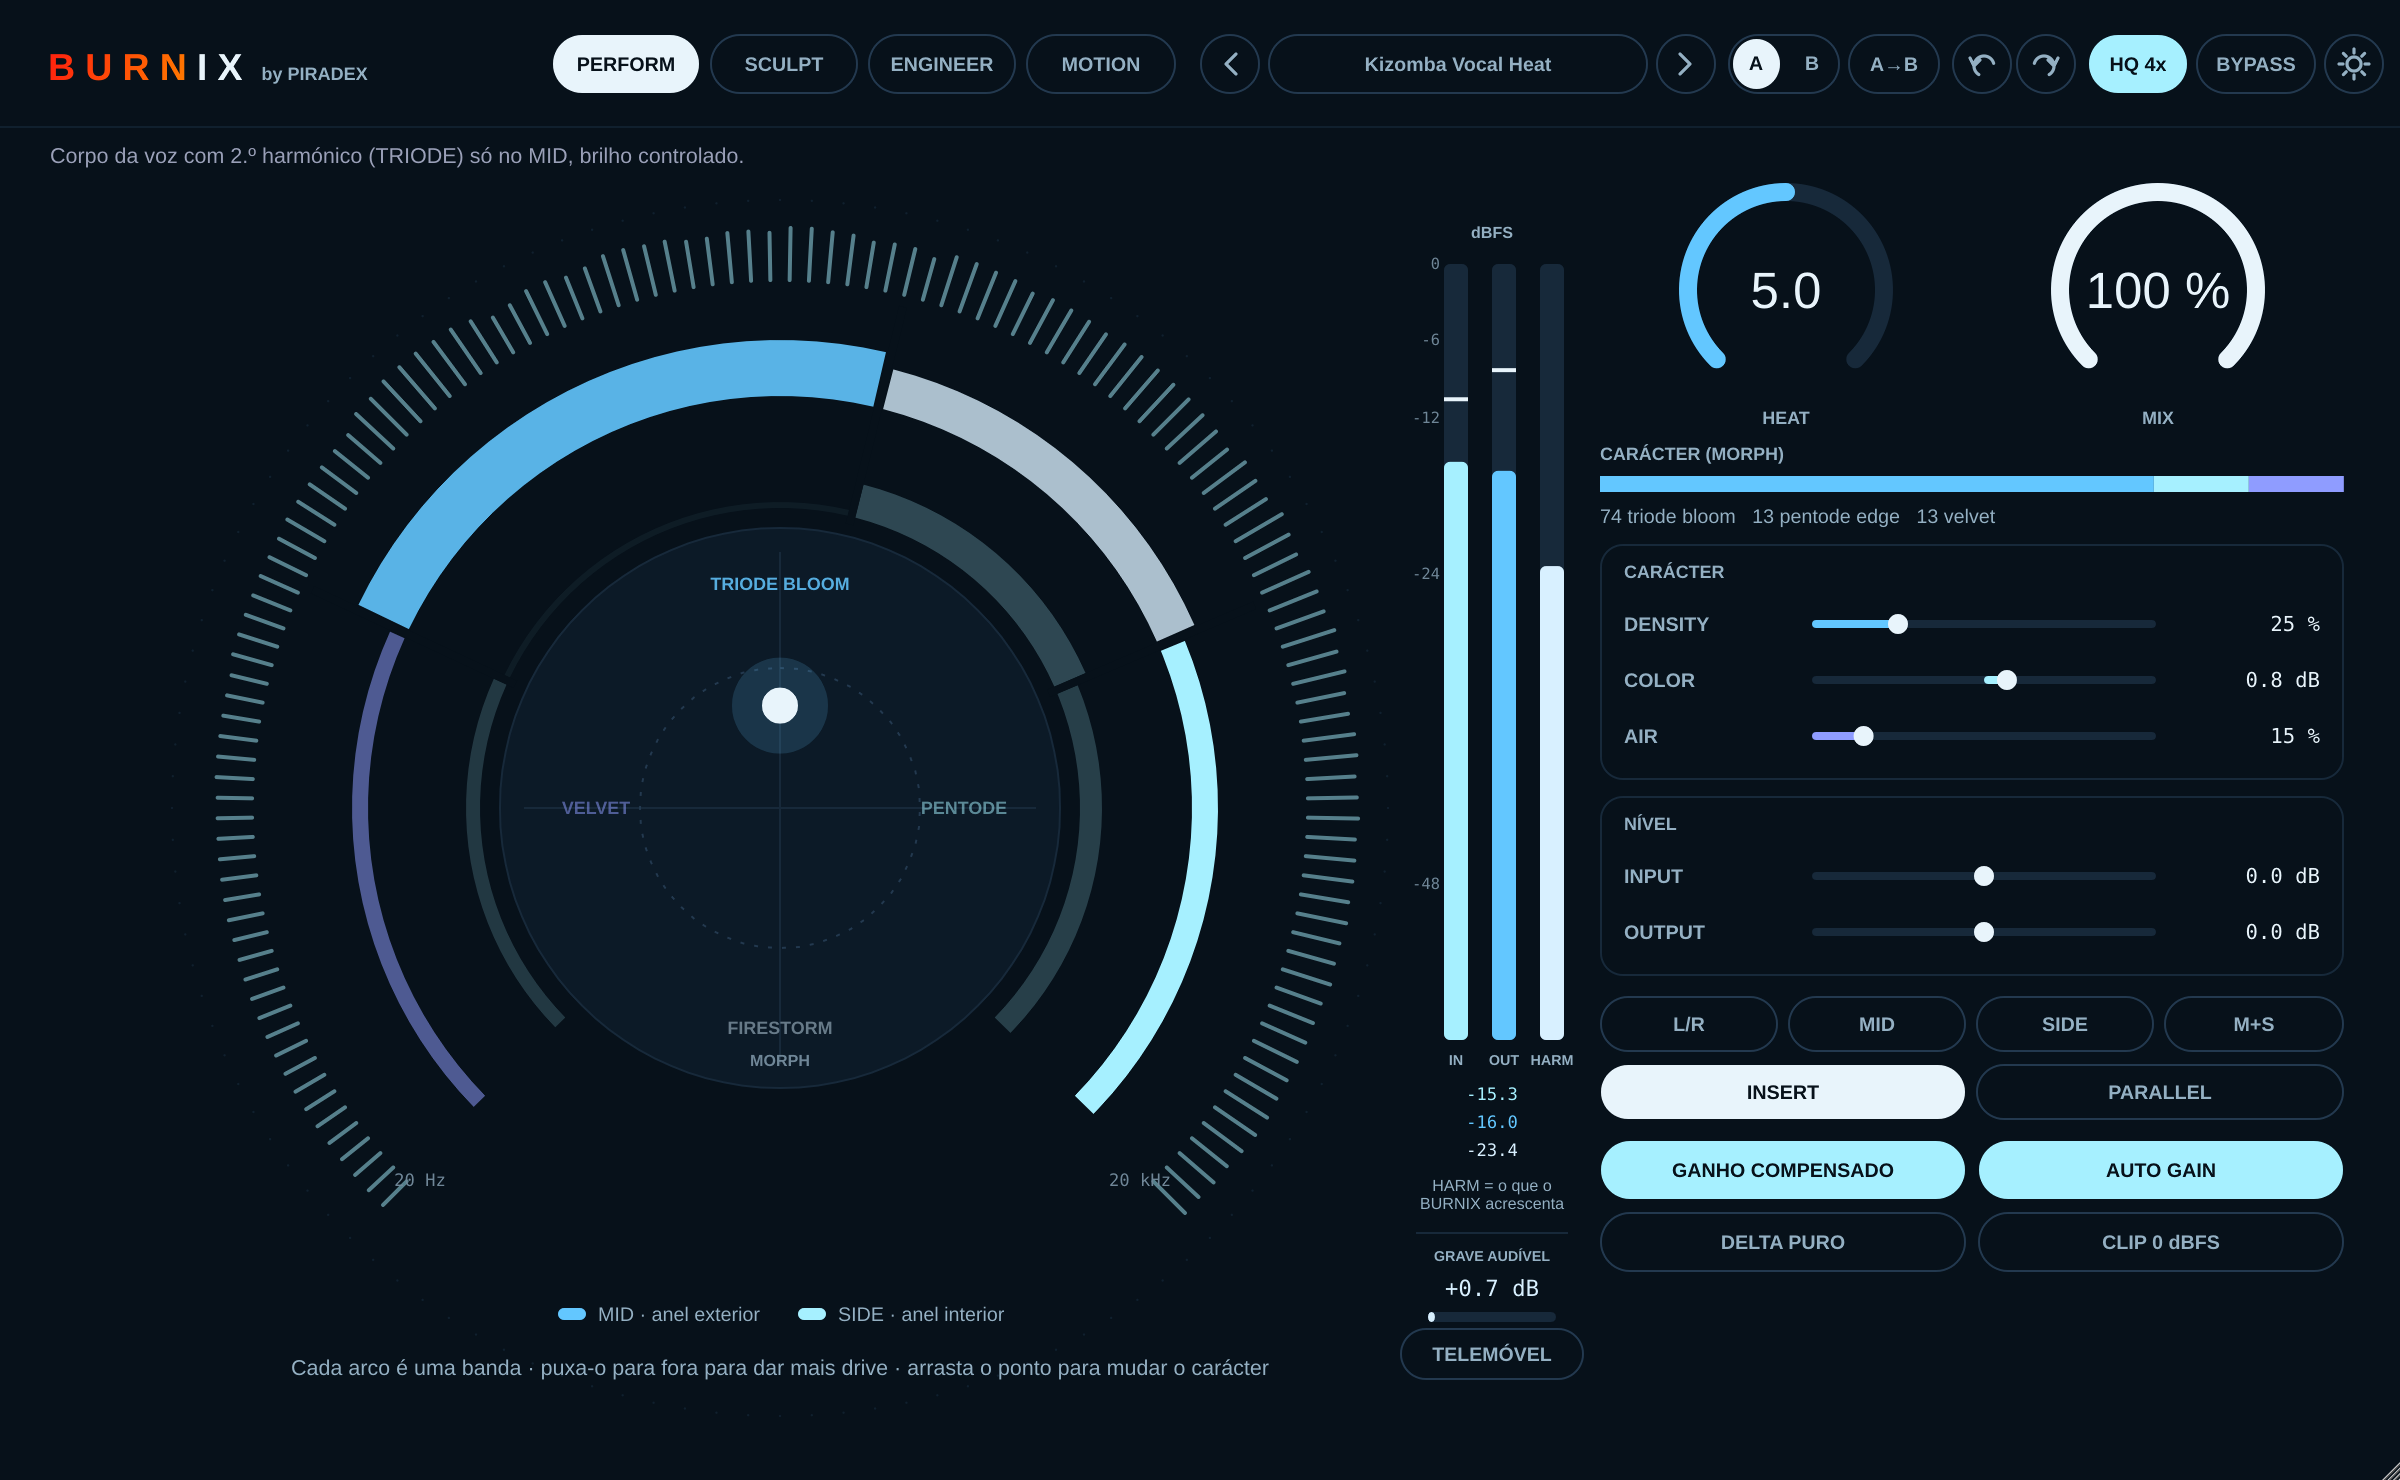 BURNIX by PIRADEX
PERFORM SCULPT ENGINEER MOTION Kizomba Vocal Heat A B A→B HQ 4x BYPASS
Corpo da voz com 2.º harmónico (TRIODE) só no MID, brilho controlado.
TRIODE BLOOM
VELVET PENTODE
FIRESTORM
MORPH
20 Hz 20 kHz
MID · anel exterior SIDE · anel interior
Cada arco é uma banda · puxa-o para fora para dar mais drive · arrasta o ponto para mudar o carácter
dBFS
0
-6
-12
-24
-48
IN OUT HARM
-15.3
-16.0
-23.4
HARM = o que o
BURNIX acrescenta
GRAVE AUDÍVEL
+0.7 dB
TELEMÓVEL
5.0 100 %
HEAT MIX
CARÁCTER (MORPH)
74 triode bloom 13 pentode edge 13 velvet
CARÁCTER
DENSITY 25 %
COLOR 0.8 dB
AIR 15 %
NÍVEL
INPUT 0.0 dB
OUTPUT 0.0 dB
L/R MID SIDE M+S
INSERT PARALLEL
GANHO COMPENSADO AUTO GAIN
DELTA PURO CLIP 0 dBFS